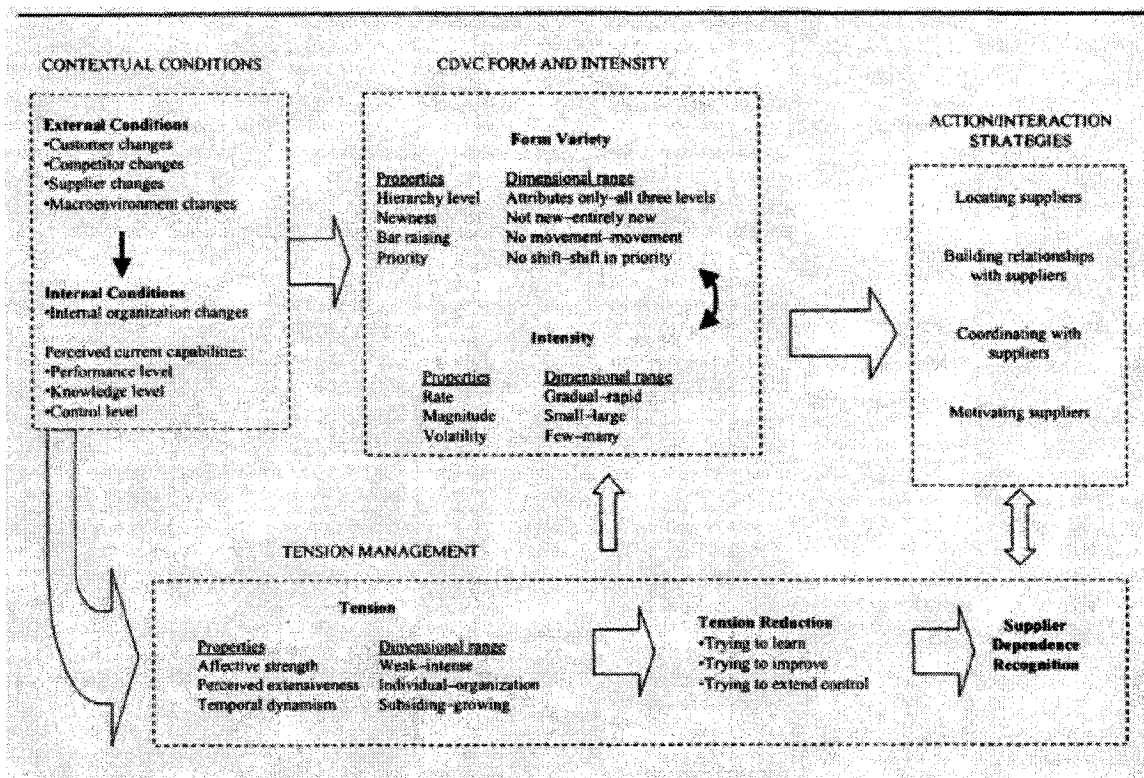 CONTEXTUAL CONDITIONS
External Conditions
•Customer changes
•Competitor changes
•Supplier changes
•Macroenvironment changes
Internal Conditions
•Internal organization changes
Perceived current capabilities:
•Performance level
•Knowledge level
•Control level
CDVC FORM AND INTENSITY
Form Variety
Properties Dimensional range
Hierarchy level Attributes only–all three levels
Newness Not new–entirely new
Bar raising No movement–movement
Priority No shift–shift in priority
Intensity
Properties Dimensional range
Rate Gradual–rapid
Magnitude Small–large
Volatility Few–many
ACTION/INTERACTION
STRATEGIES
Locating suppliers
Building relationships
with suppliers
Coordinating with
suppliers
Motivating suppliers
TENSION MANAGEMENT
Tension
Properties Dimensional range
Affective strength Weak–intense
Perceived extensiveness Individual–organization
Temporal dynamism Subsiding–growing
Tension Reduction
•Trying to learn
•Trying to improve
•Trying to extend control
Supplier
Dependence
Recognition